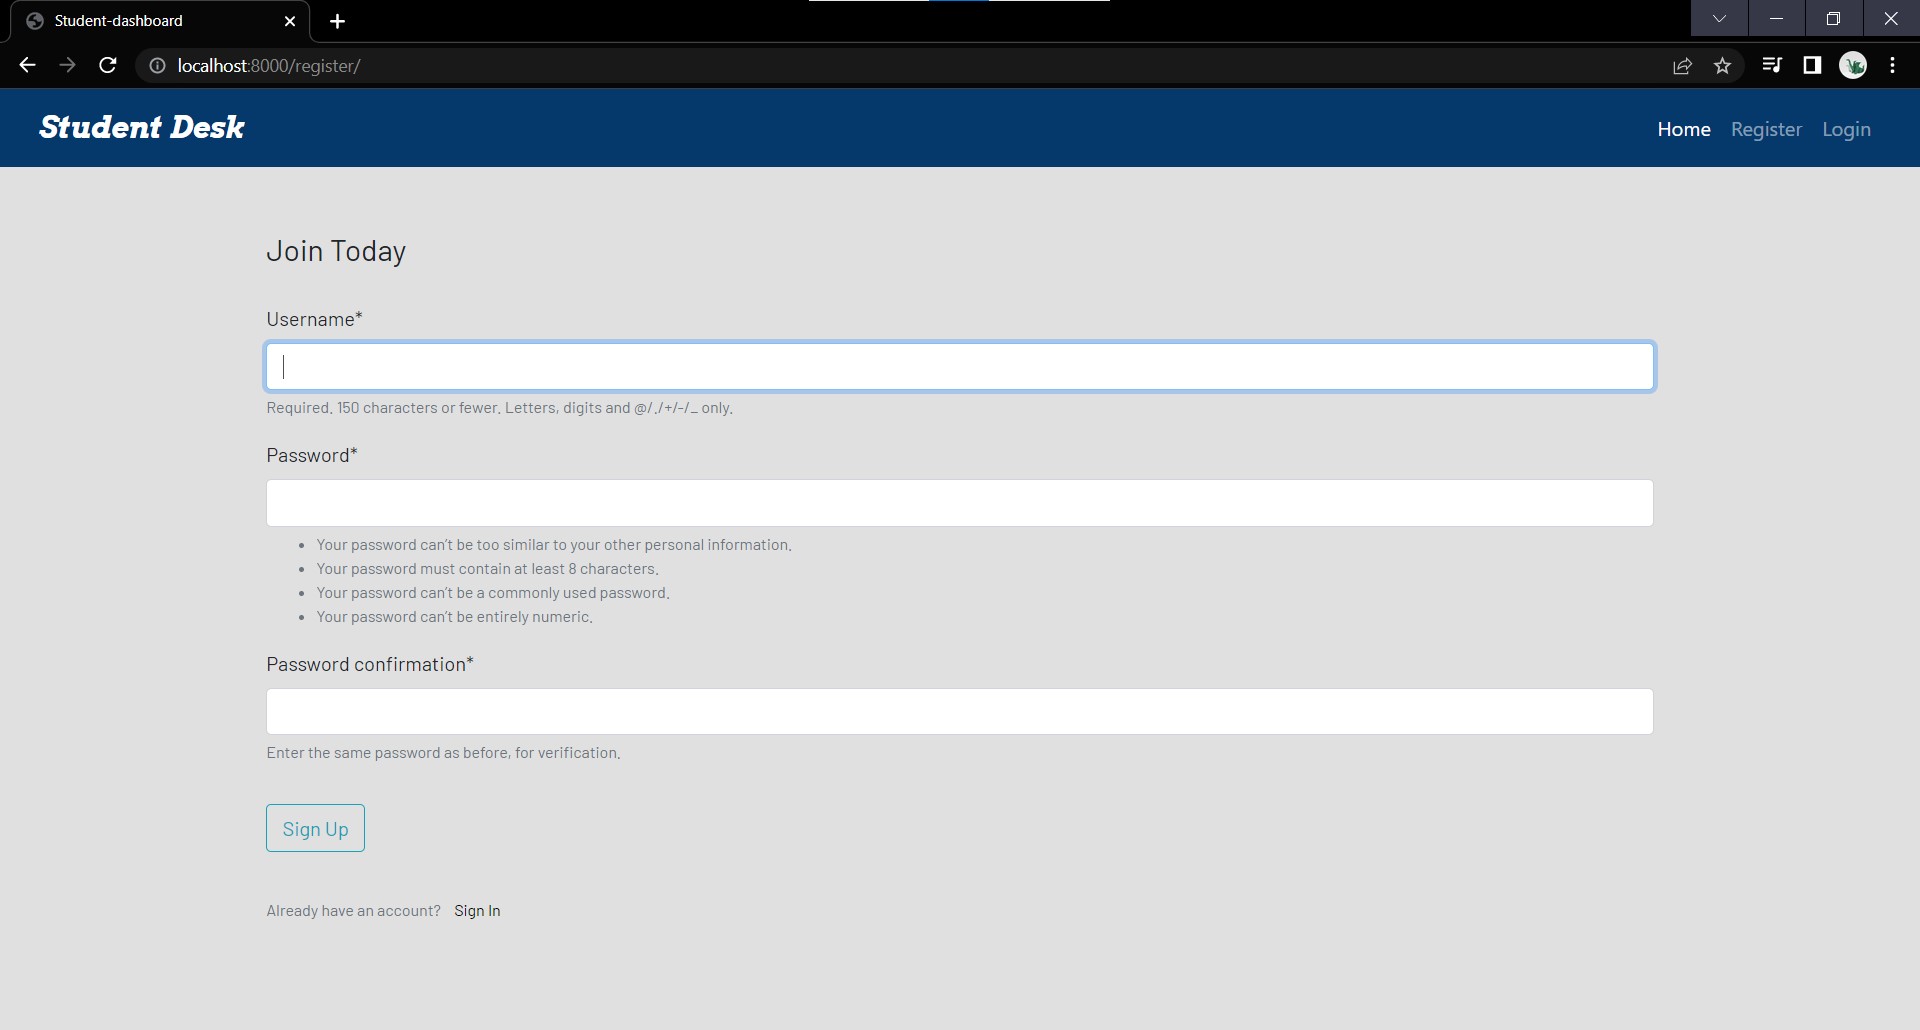 Student-dashboard
localhost:8000/register/
Student Desk
Home Register Login
Join Today
Username*
Required. 150 characters or fewer. Letters, digits and @/./+/-/_ only.
Password*
• Your password can't be too similar to your other personal information.
• Your password must contain at least 8 characters.
• Your password can't be a commonly used password.
• Your password can't be entirely numeric.
Password confirmation*
Enter the same password as before, for verification.
Sign Up
Already have an account? Sign In